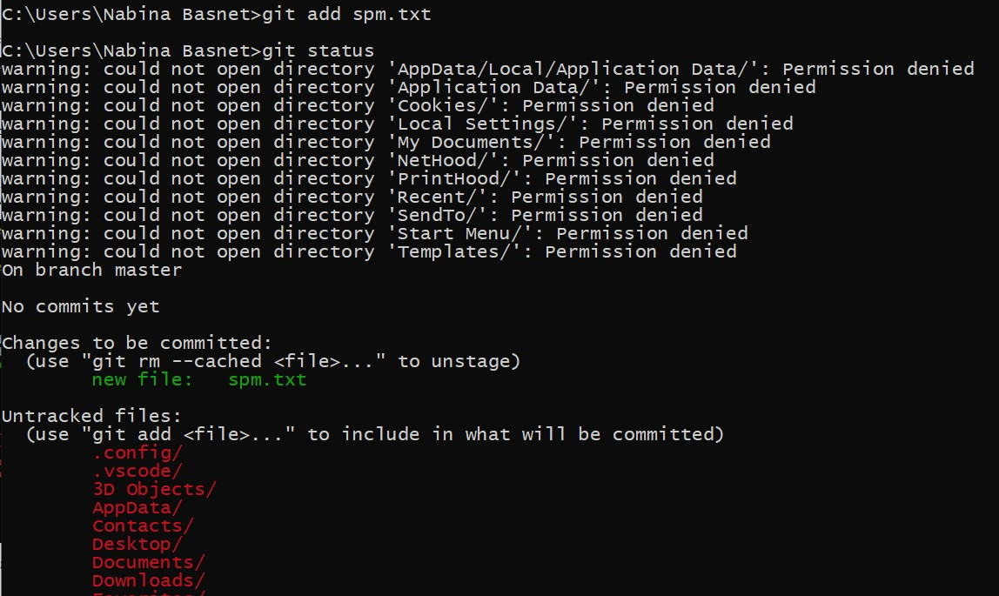 C:\Users\Nabina Basnet>git add spm.txt
C:\Users\Nabina Basnet>git status
warning: could not open directory 'AppData/Local/Application Data/': Permission denied
warning: could not open directory 'Application Data/': Permission denied
warning: could not open directory 'Cookies/': Permission denied
warning: could not open directory 'Local Settings/': Permission denied
warning: could not open directory 'My Documents/': Permission denied
warning: could not open directory 'NetHood/': Permission denied
warning: could not open directory 'PrintHood/': Permission denied
warning: could not open directory 'Recent/': Permission denied
warning: could not open directory 'SendTo/': Permission denied
warning: could not open directory 'Start Menu/': Permission denied
warning: could not open directory 'Templates/': Permission denied
On branch master
No commits yet
Changes to be committed:
(use "git rm --cached <file>..." to unstage)
new file:   spm.txt
Untracked files:
(use "git add <file>..." to include in what will be committed)
.config/
.vscode/
3D Objects/
AppData/
Contacts/
Desktop/
Documents/
Downloads/